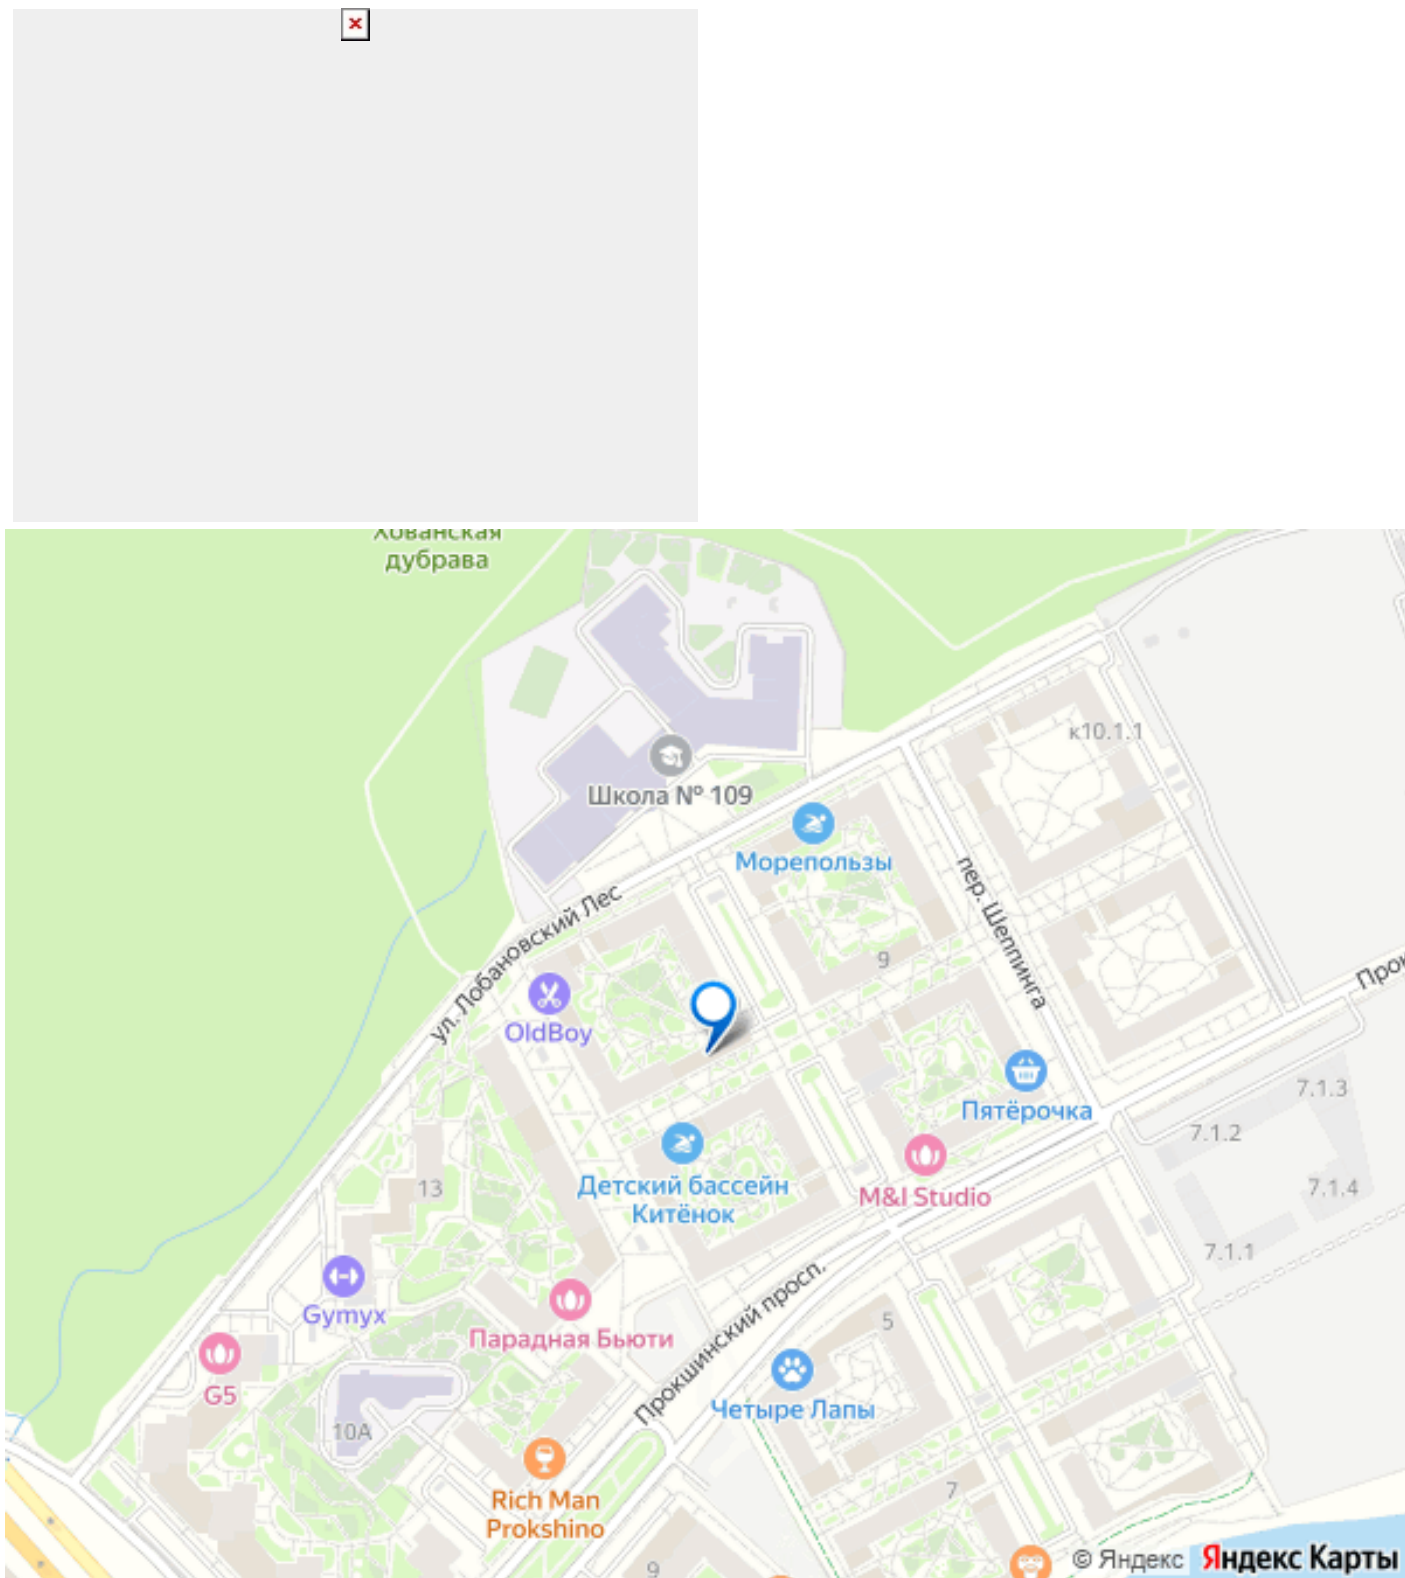 Хованская
дубрава
к10.1.1
Школа № 109
Морепользы
пер. Шеппинга
ул. Лобановский Лес
9
OldBoy
Пятёрочка
7.1.3
7.1.2
Детский бассейн
Китёнок
M&I Studio
13
7.1.4
7.1.1
Gymyx
Парадная Бьюти
Прокшинский просп.
5
G5
Четыре Лапы
10А
Rich Man
Prokshino
7
9
© Яндекс Яндекс Карты